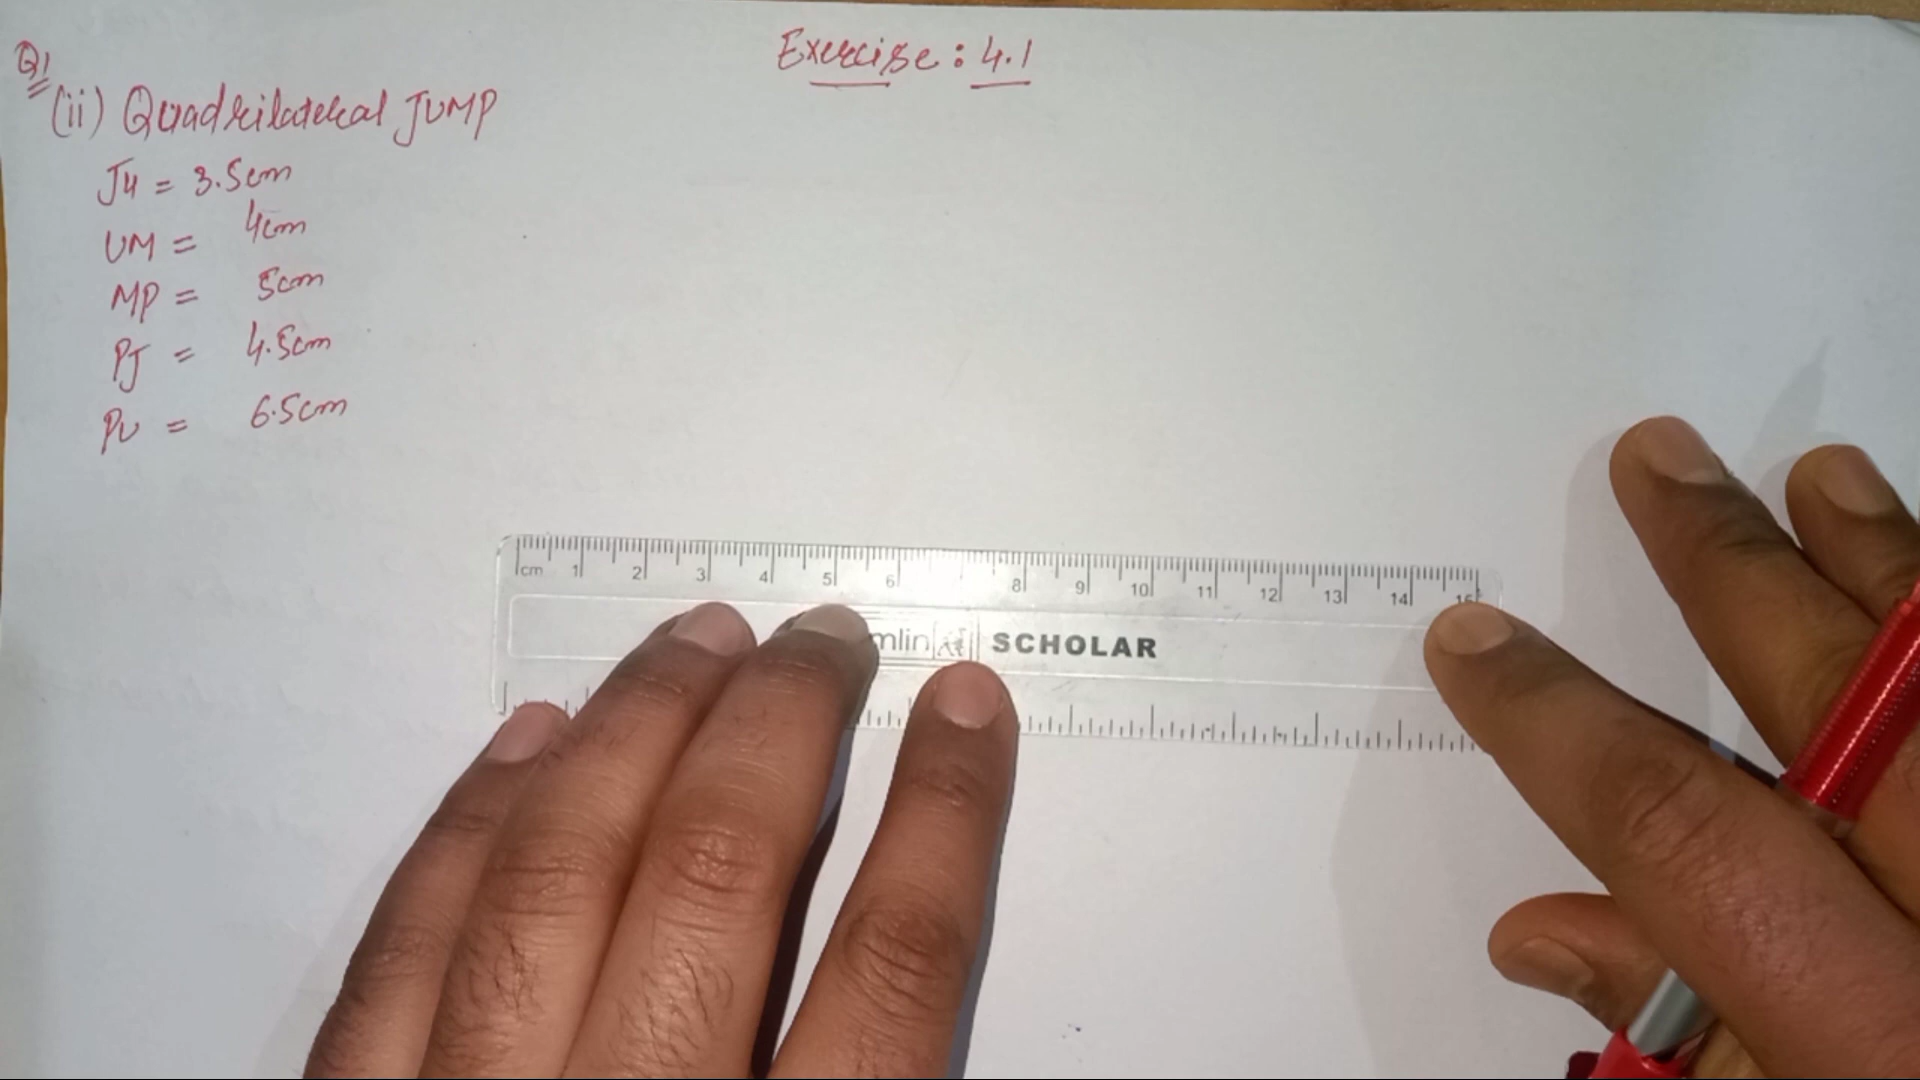 Exercise: 4.1
Q1
(ii) Quadrilateral JUMP
JU = 3.5cm
UM = 4cm
MP = 5cm
PJ = 4.5cm
PU = 6.5cm
cm 1 2 3 4 5 6 8 9 10 11 12 13 14 15
mlin SCHOLAR